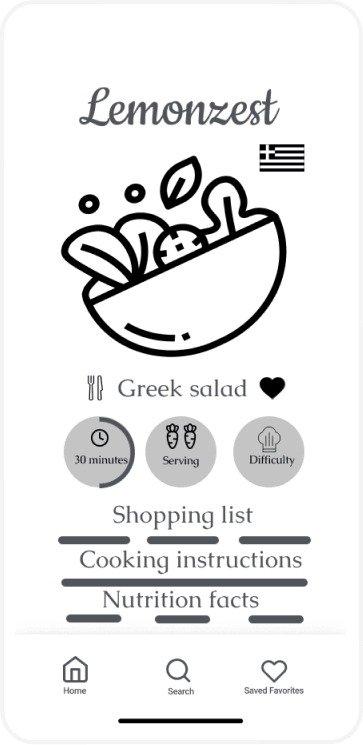 Lemonzest
Greek salad
30 minutes
Serving
Difficulty
Shopping list
Cooking instructions
Nutrition facts
Home
Search
Saved Favorites